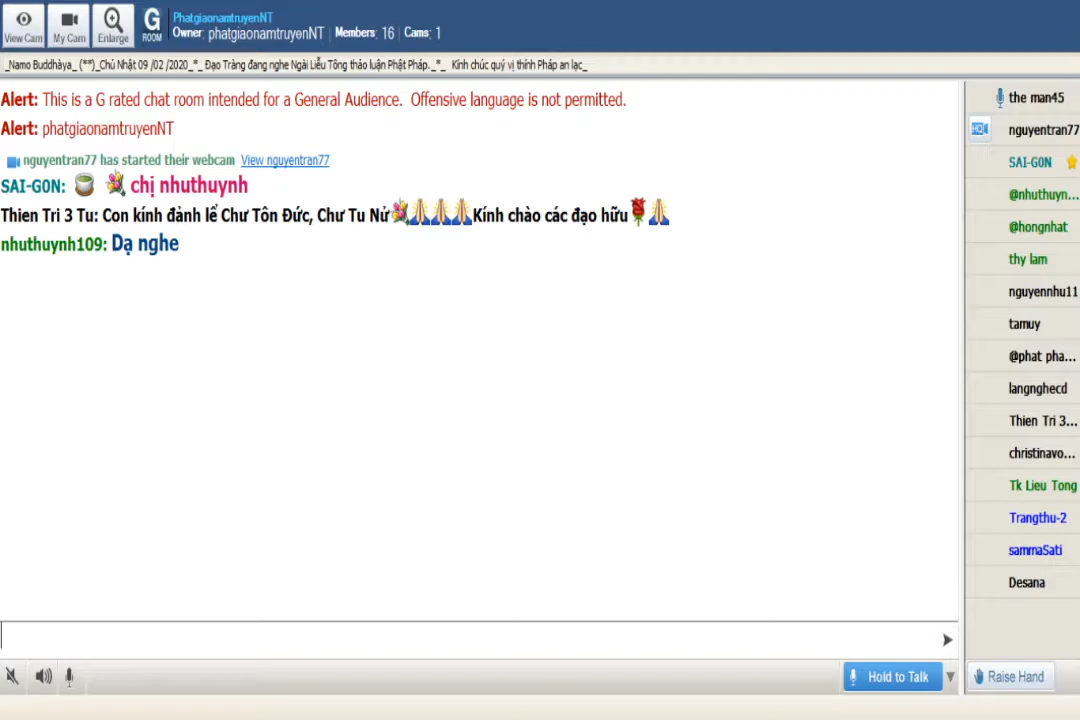 View Cam
My Cam
Enlarge
G
ROOM
PhatgiaonamtruyenNT
Owner: phatgiaonamtruyenNT | Members: 16 | Cams: 1
_Namo Buddhàya_ (**)_Chủ Nhật 09 /02 /2020_*_ Đạo Tràng đang nghe Ngài Liễu Tông thảo luận Phật Pháp._*_ Kính chúc quý vị thính Pháp an lạc_
Alert: This is a G rated chat room intended for a General Audience. Offensive language is not permitted.
Alert: phatgiaonamtruyenNT
nguyentran77 has started their webcam View nguyentran77
SAI-G0N: chị nhuthuynh
Thien Tri 3 Tu: Con kính đảnh lể Chư Tôn Đức, Chư Tu Nử Kính chào các đạo hữu
nhuthuynh109: Dạ nghe
the man45
HD
nguyentran77
SAI-G0N
@nhuthuyn...
@hongnhat
thy lam
nguyennhu11
tamuy
@phat pha...
langnghecd
Thien Tri 3...
christinavo...
Tk Lieu Tong
Trangthu-2
sammaSati
Desana
Hold to Talk
Raise Hand